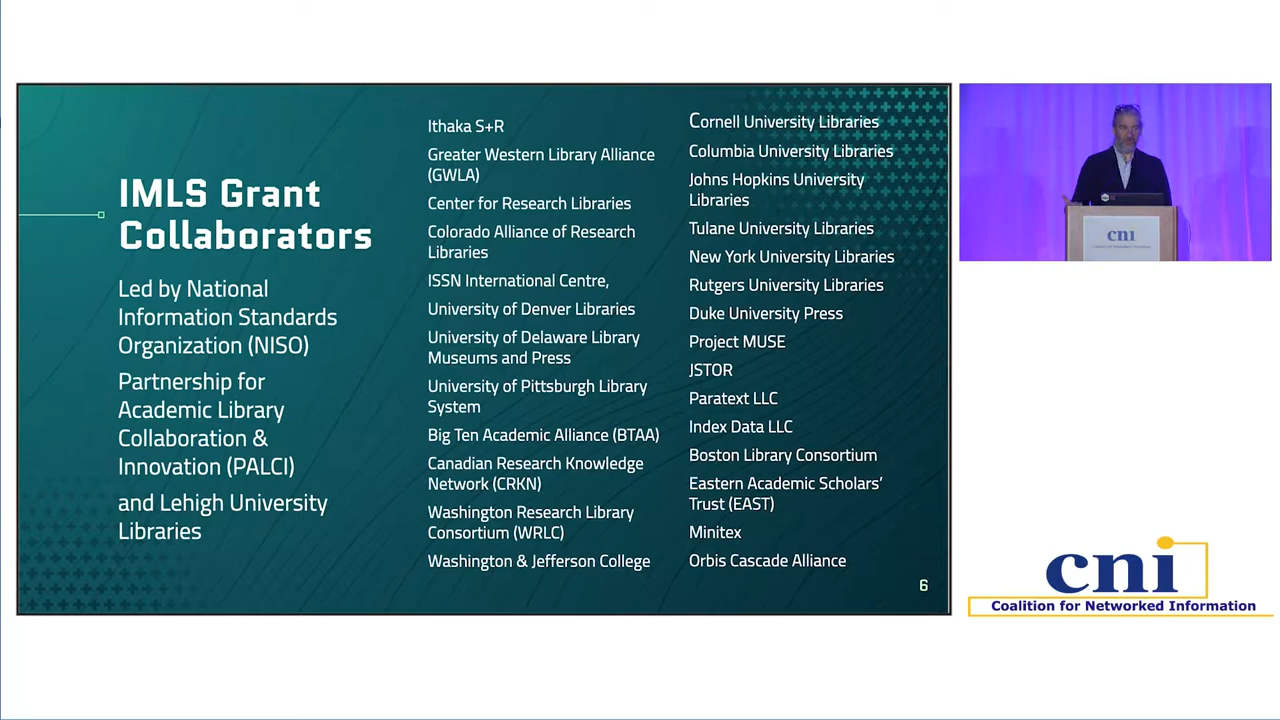 IMLS Grant
Collaborators
Led by National
Information Standards
Organization (NISO)
Partnership for
Academic Library
Collaboration &
Innovation (PALCI)
and Lehigh University
Libraries
Ithaka S+R
Greater Western Library Alliance
(GWLA)
Center for Research Libraries
Colorado Alliance of Research
Libraries
ISSN International Centre,
University of Denver Libraries
University of Delaware Library
Museums and Press
University of Pittsburgh Library
System
Big Ten Academic Alliance (BTAA)
Canadian Research Knowledge
Network (CRKN)
Washington Research Library
Consortium (WRLC)
Washington & Jefferson College
Cornell University Libraries
Columbia University Libraries
Johns Hopkins University
Libraries
Tulane University Libraries
New York University Libraries
Rutgers University Libraries
Duke University Press
Project MUSE
JSTOR
Paratext LLC
Index Data LLC
Boston Library Consortium
Eastern Academic Scholars’
Trust (EAST)
Minitex
Orbis Cascade Alliance
6
cni
Coalition for Networked Information
cni
Coalition for Networked Information